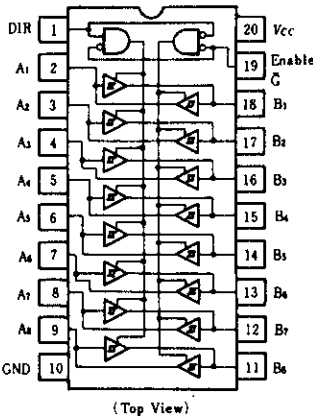 DIR 1 20 Vcc
A1 2 19 Enable G̅
A2 3 18 B1
A3 4 17 B2
A4 5 16 B3
A5 6 15 B4
A6 7 14 B5
A7 8 13 B6
A8 9 12 B7
GND 10 11 B8
(Top View)